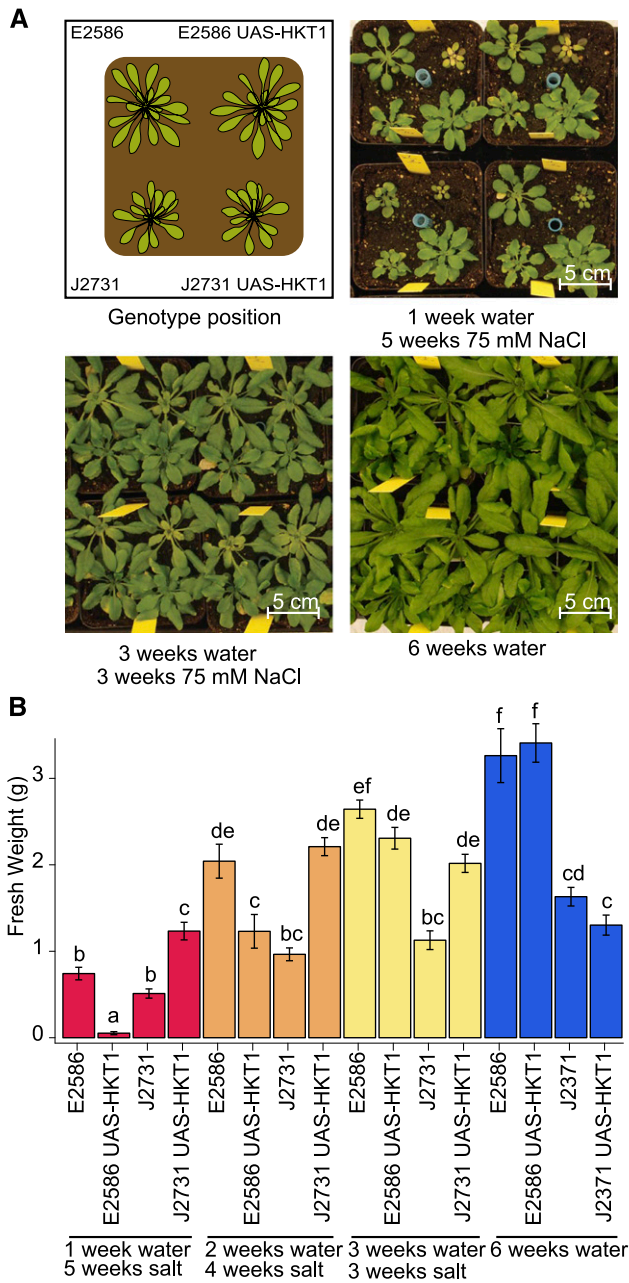 A
E2586 E2586 UAS-HKT1
J2731 J2731 UAS-HKT1
Genotype position
5 cm
1 week water
5 weeks 75 mM NaCl
5 cm
3 weeks water
3 weeks 75 mM NaCl
5 cm
6 weeks water
B
Fresh Weight (g)
3
2
1
0
b
a
b
c
de
c
bc
de
ef
de
bc
de
f
f
cd
c
E2586
E2586 UAS-HKT1
J2731
J2731 UAS-HKT1
E2586
E2586 UAS-HKT1
J2731
J2731 UAS-HKT1
E2586
E2586 UAS-HKT1
J2731
J2731 UAS-HKT1
E2586
E2586 UAS-HKT1
J2371
J2371 UAS-HKT1
1 week water
5 weeks salt
2 weeks water
4 weeks salt
3 weeks water
3 weeks salt
6 weeks water